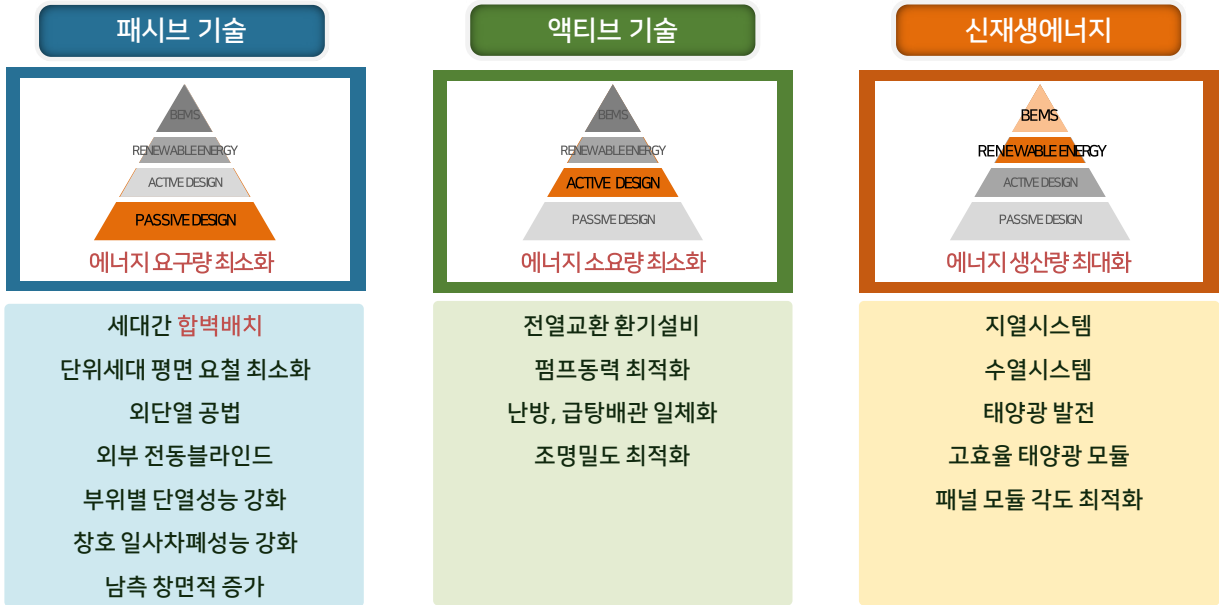 패시브 기술
BEMS
RENEWABLE ENERGY
ACTIVE DESIGN
PASSIVE DESIGN
에너지 요구량 최소화
세대간 합벽배치
단위세대 평면 요철 최소화
외단열 공법
외부 전동블라인드
부위별 단열성능 강화
창호 일사차폐성능 강화
남측 창면적 증가
액티브 기술
BEMS
RENEWABLE ENERGY
ACTIVE DESIGN
PASSIVE DESIGN
에너지 소요량 최소화
전열교환 환기설비
펌프동력 최적화
난방, 급탕배관 일체화
조명밀도 최적화
신재생에너지
BEMS
RENEWABLE ENERGY
ACTIVE DESIGN
PASSIVE DESIGN
에너지 생산량 최대화
지열시스템
수열시스템
태양광 발전
고효율 태양광 모듈
패널 모듈 각도 최적화